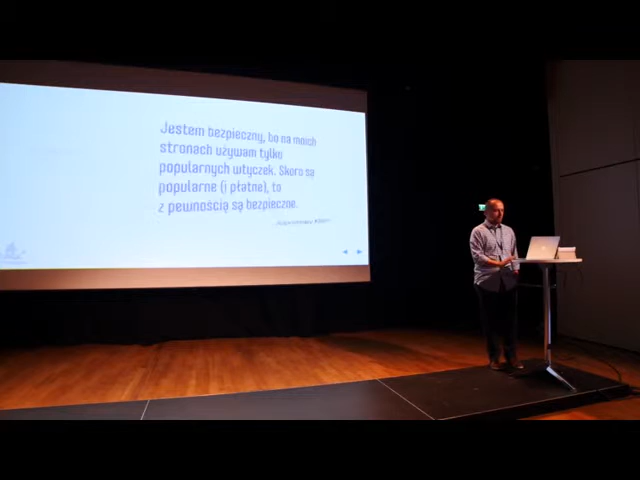 Jestem bezpieczny, bo na moich
stronach używam tylko
popularnych wtyczek. Skoro są
popularne (i płatne), to
z pewnością są bezpieczne.